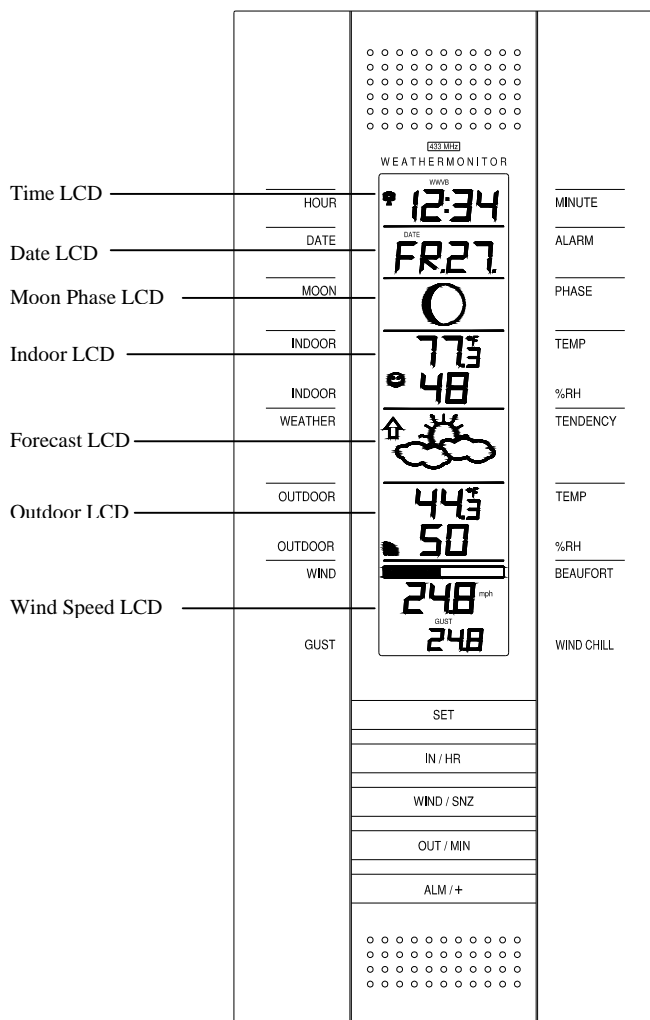 433 MHz
WEATHERMONITOR
Time LCD
HOUR
WWVB
12:34
MINUTE
Date LCD
DATE
DATE
FR.27.
ALARM
Moon Phase LCD
MOON
PHASE
Indoor LCD
INDOOR
77.3 °F
TEMP
INDOOR
48
%RH
Forecast LCD
WEATHER
TENDENCY
Outdoor LCD
OUTDOOR
44.3 °F
TEMP
OUTDOOR
50
%RH
WIND
BEAUFORT
Wind Speed LCD
24.8 mph
GUST
GUST
24.8
WIND CHILL
SET
IN / HR
WIND / SNZ
OUT / MIN
ALM / +